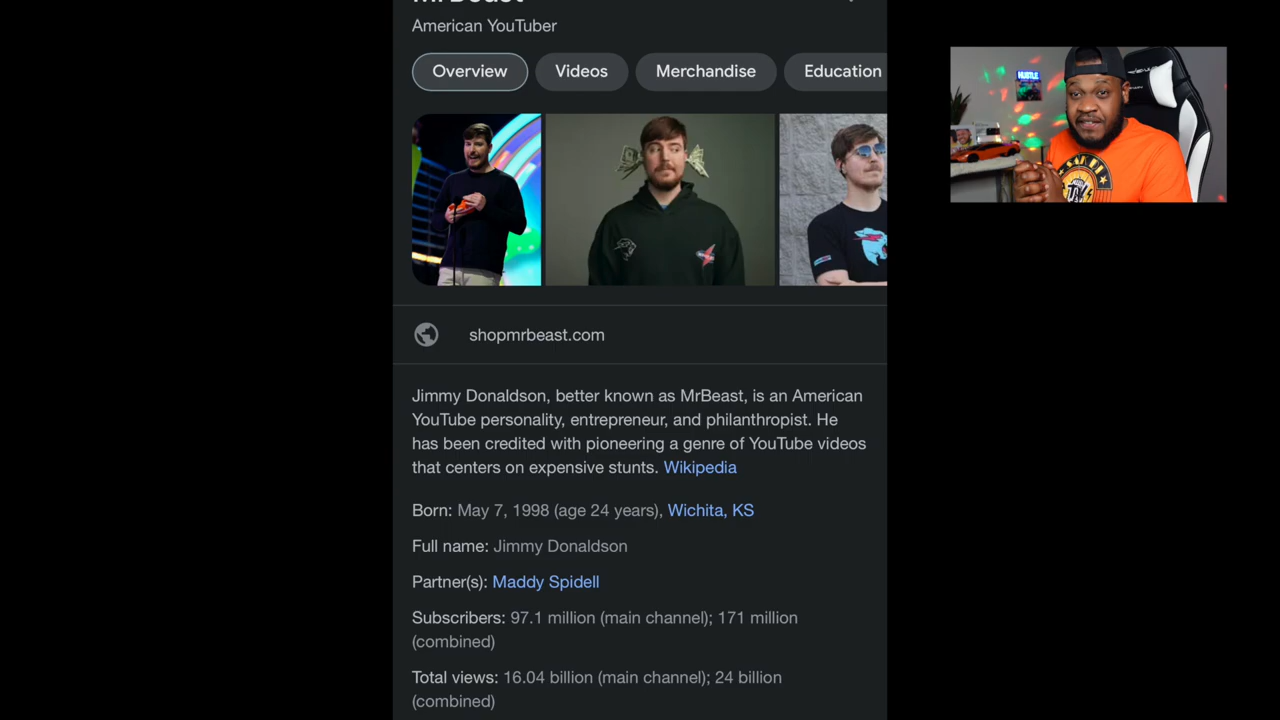 MrBeast
American YouTuber
Overview
Videos
Merchandise
Education
shopmrbeast.com
Jimmy Donaldson, better known as MrBeast, is an American
YouTube personality, entrepreneur, and philanthropist. He
has been credited with pioneering a genre of YouTube videos
that centers on expensive stunts. Wikipedia
Born: May 7, 1998 (age 24 years), Wichita, KS
Full name: Jimmy Donaldson
Partner(s): Maddy Spidell
Subscribers: 97.1 million (main channel); 171 million
(combined)
Total views: 16.04 billion (main channel); 24 billion
(combined)
HUSTLE